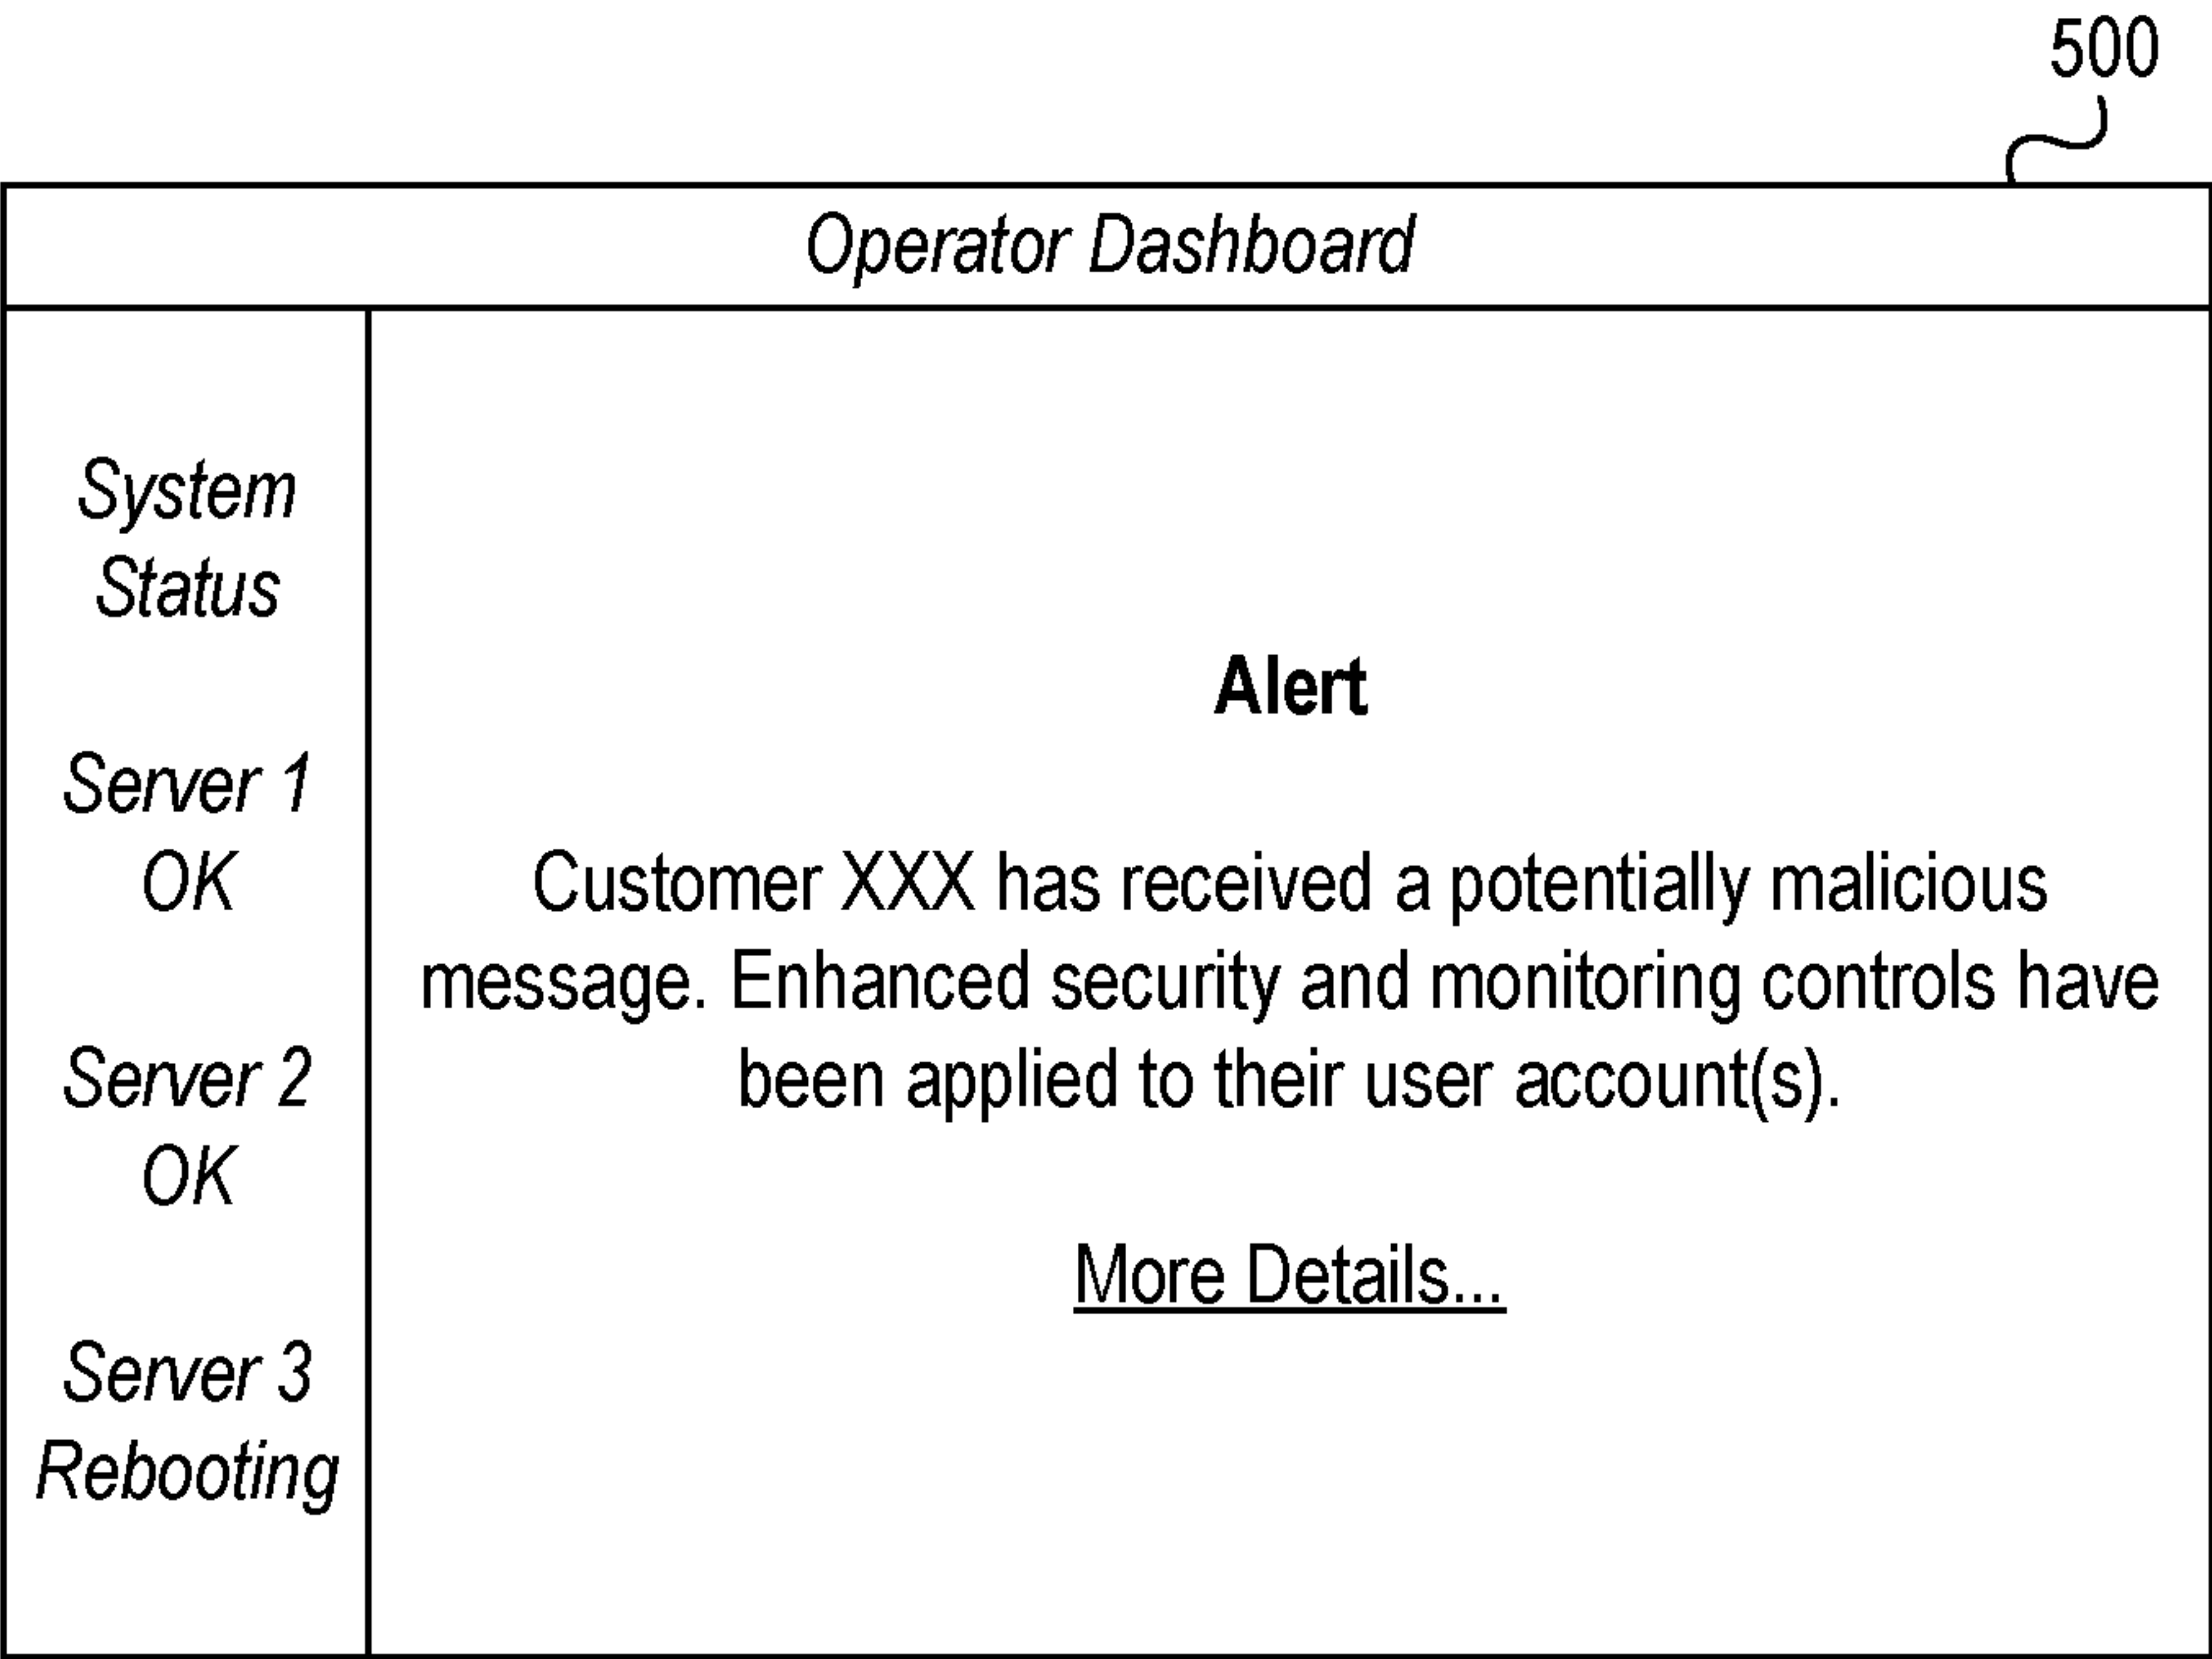 500
Operator Dashboard
System
Status
Server 1
OK
Server 2
OK
Server 3
Rebooting
Alert
Customer XXX has received a potentially malicious
message. Enhanced security and monitoring controls have
been applied to their user account(s).
More Details...